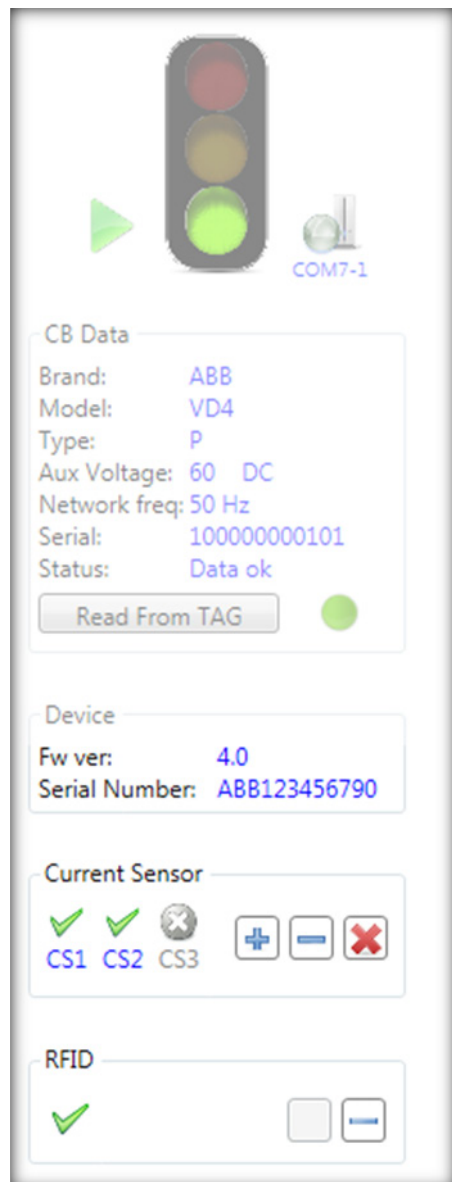 COM7-1
CB Data
Brand: ABB
Model: VD4
Type: P
Aux Voltage: 60 DC
Network freq: 50 Hz
Serial: 100000000101
Status: Data ok
Read From TAG
Device
Fw ver: 4.0
Serial Number: ABB123456790
Current Sensor
CS1 CS2 CS3
RFID